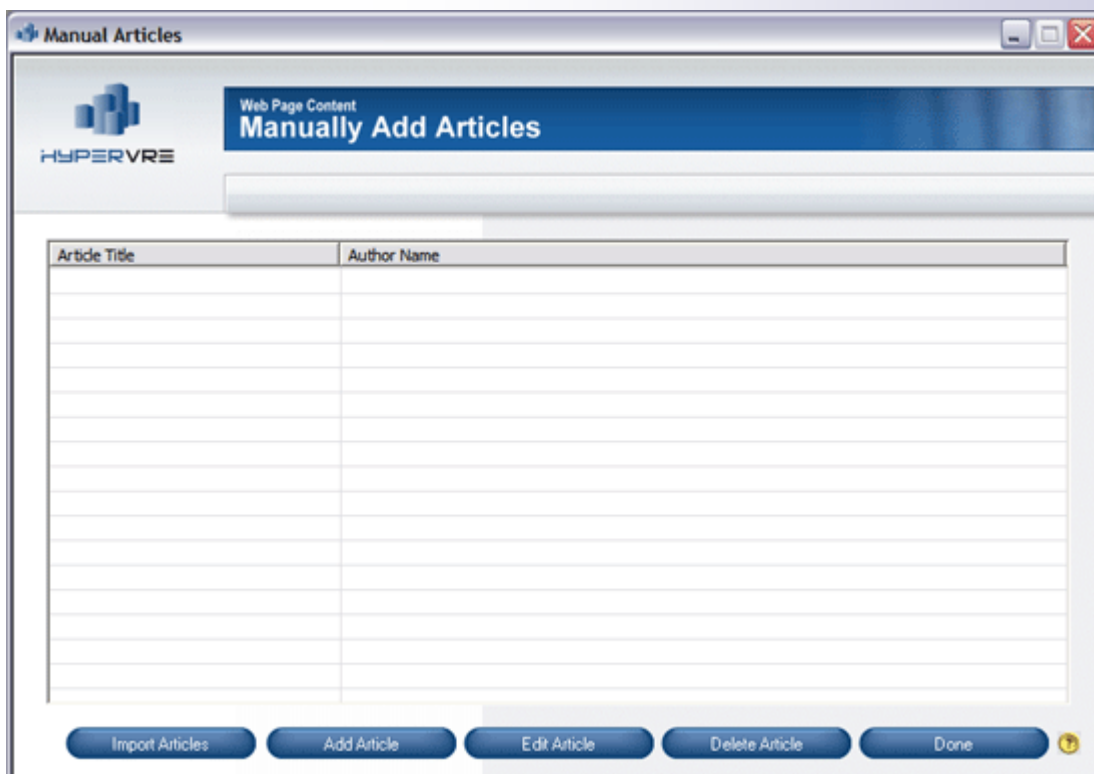 Manual Articles
Web Page Content
Manually Add Articles
HYPERVRE
Article Title Author Name
Import Articles Add Article Edit Article Delete Article Done ?